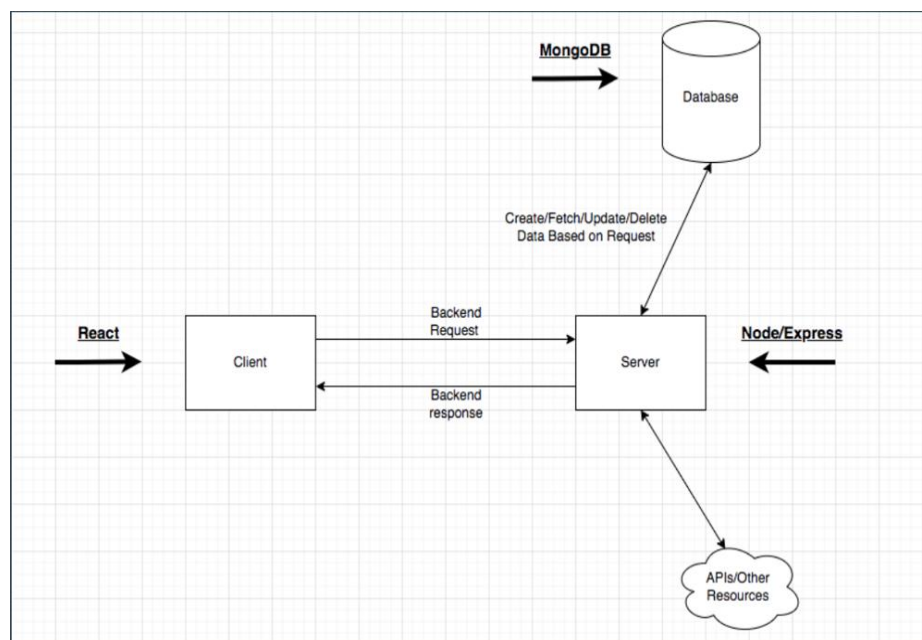 MongoDB
Database
Create/Fetch/Update/Delete
Data Based on Request
React
Client
Backend
Request
Backend
response
Server
Node/Express
APIs/Other
Resources